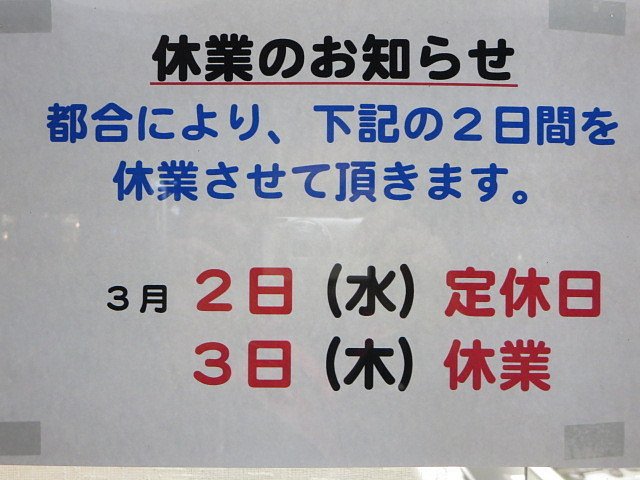 休業のお知らせ
都合により、下記の２日間を
休業させて頂きます。
３月 ２日（水）定休日
３日（木）休業